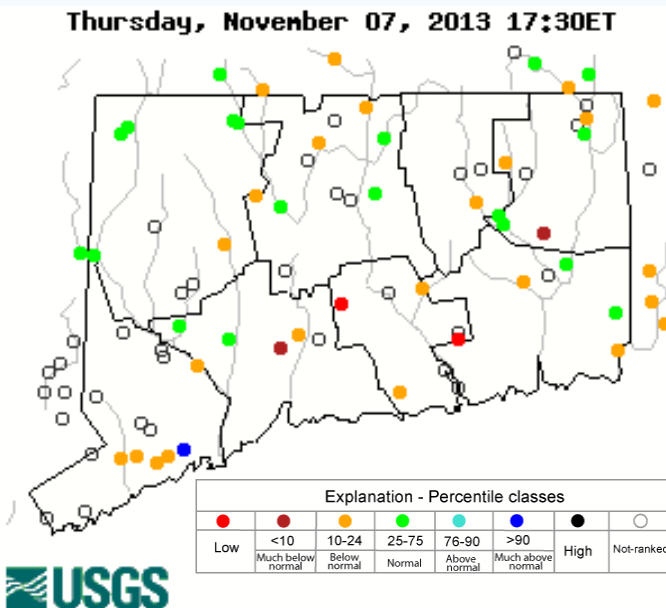 Thursday, November 07, 2013 17:30ET
Explanation - Percentile classes
Low <10 10-24 25-75 76-90 >90 High Not-ranked
Much below normal Below normal Normal Above normal Much above normal
USGS